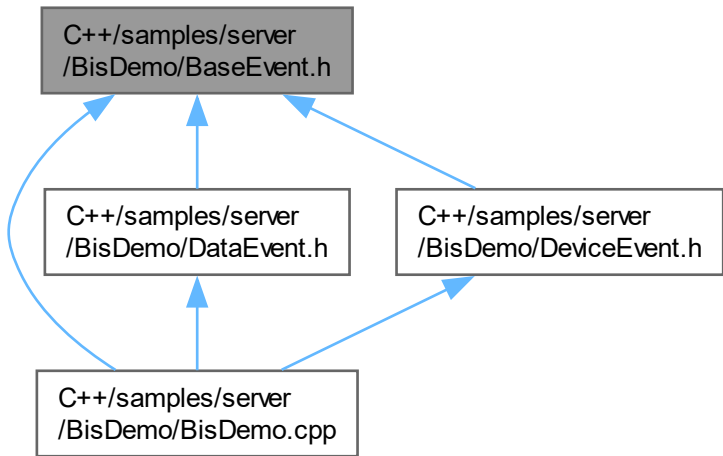 C++/samples/server
/BisDemo/BaseEvent.h
C++/samples/server
/BisDemo/DataEvent.h
C++/samples/server
/BisDemo/DeviceEvent.h
C++/samples/server
/BisDemo/BisDemo.cpp